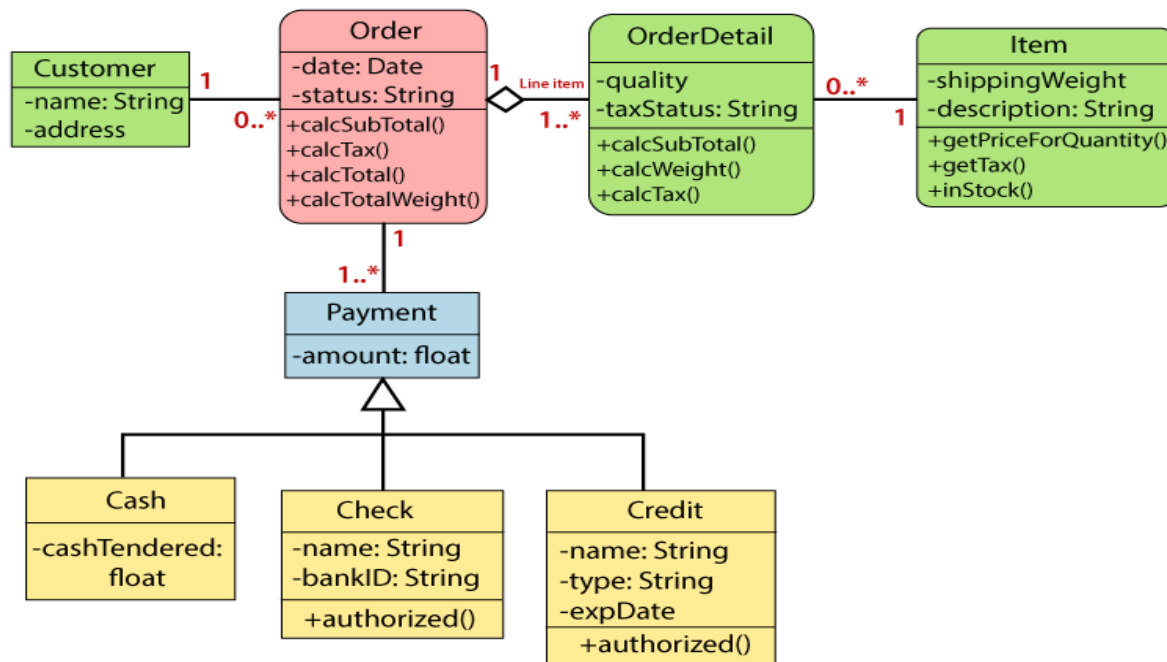 Customer
-name: String
-address
1
0..*
Order
-date: Date
-status: String
+calcSubTotal()
+calcTax()
+calcTotal()
+calcTotalWeight()
1
Line item
1..*
OrderDetail
-quality
-taxStatus: String
+calcSubTotal()
+calcWeight()
+calcTax()
0..*
1
Item
-shippingWeight
-description: String
+getPriceForQuantity()
+getTax()
+inStock()
1
1..*
Payment
-amount: float
Cash
-cashTendered:
float
Check
-name: String
-bankID: String
+authorized()
Credit
-name: String
-type: String
-expDate
+authorized()